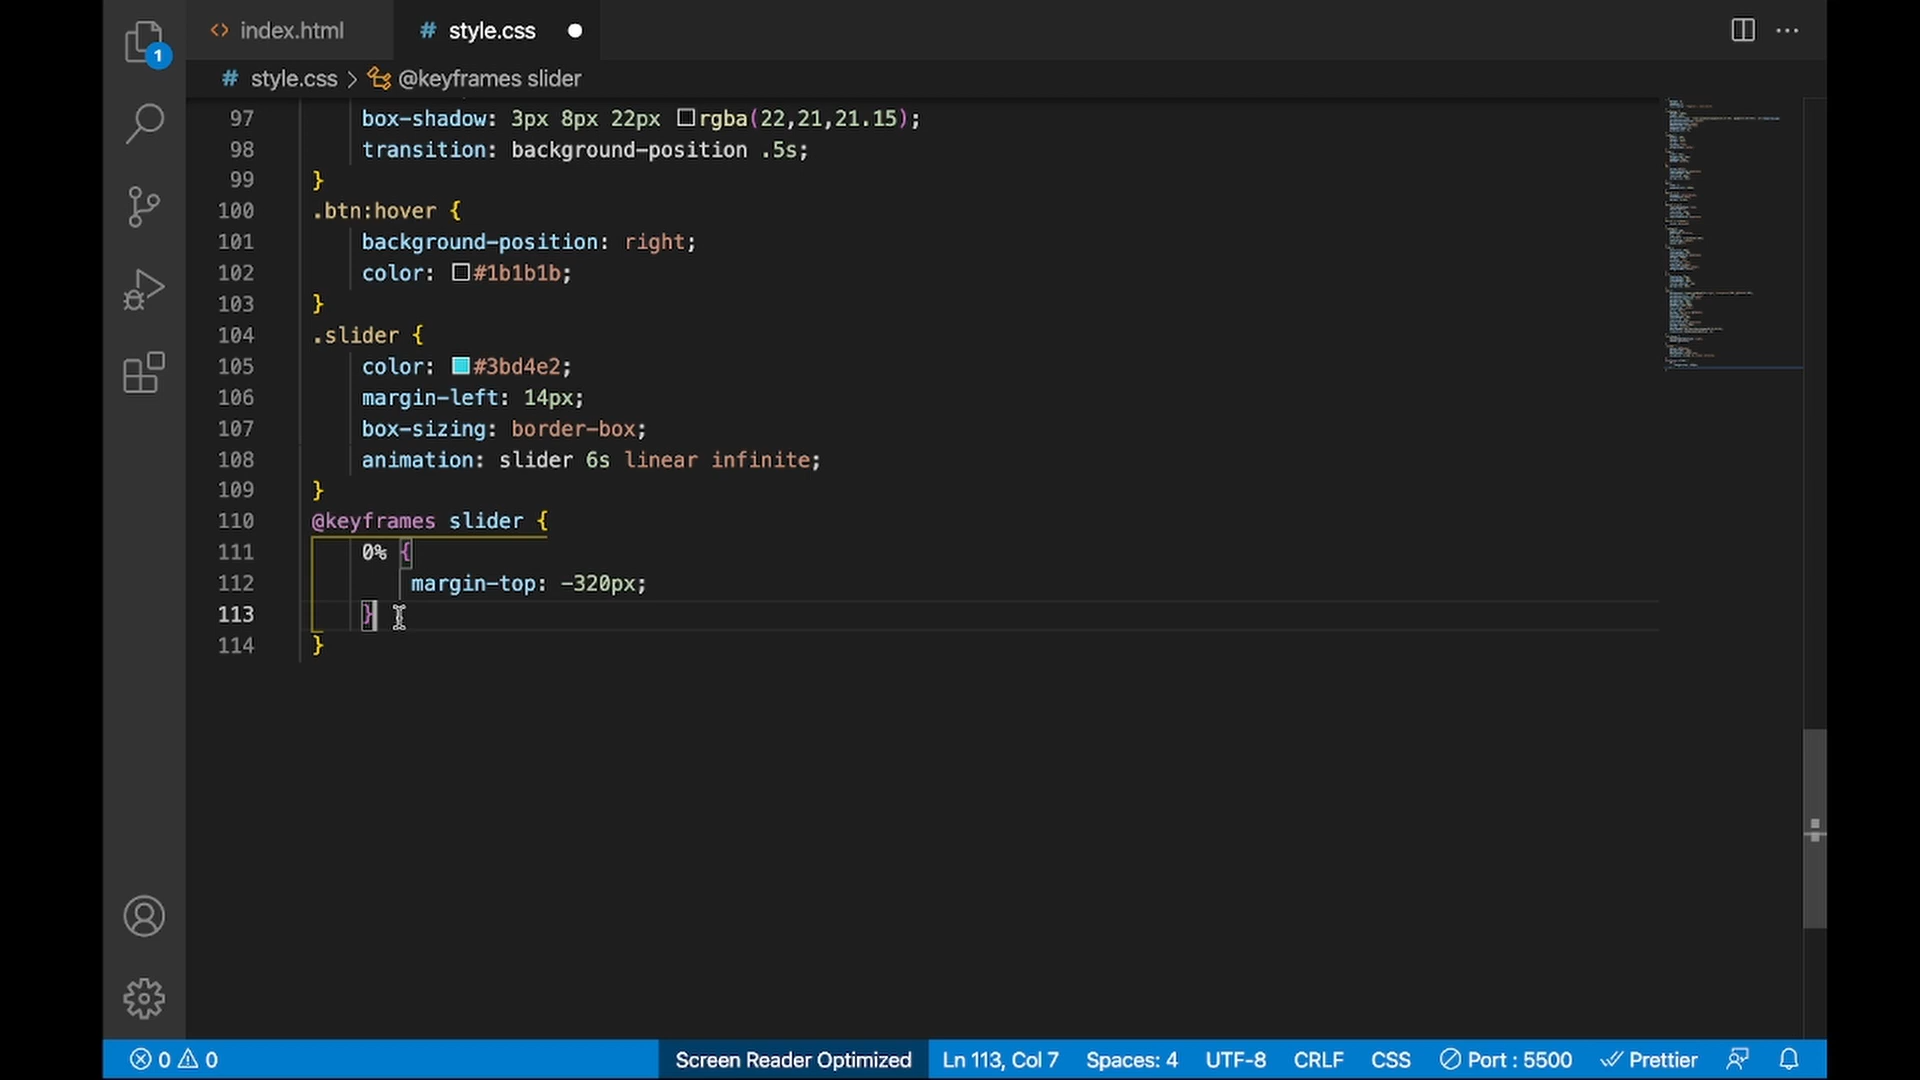 1
index.html
# style.css
# style.css > @keyframes slider
97 box-shadow: 3px 8px 22px rgba(22,21,21.15);
98 transition: background-position .5s;
99 }
100 .btn:hover {
101 background-position: right;
102 color: #1b1b1b;
103 }
104 .slider {
105 color: #3bd4e2;
106 margin-left: 14px;
107 box-sizing: border-box;
108 animation: slider 6s linear infinite;
109 }
110 @keyframes slider {
111 0% {
112 margin-top: -320px;
113 }
114 }
0 0 Screen Reader Optimized Ln 113, Col 7 Spaces: 4 UTF-8 CRLF CSS Port : 5500 Prettier